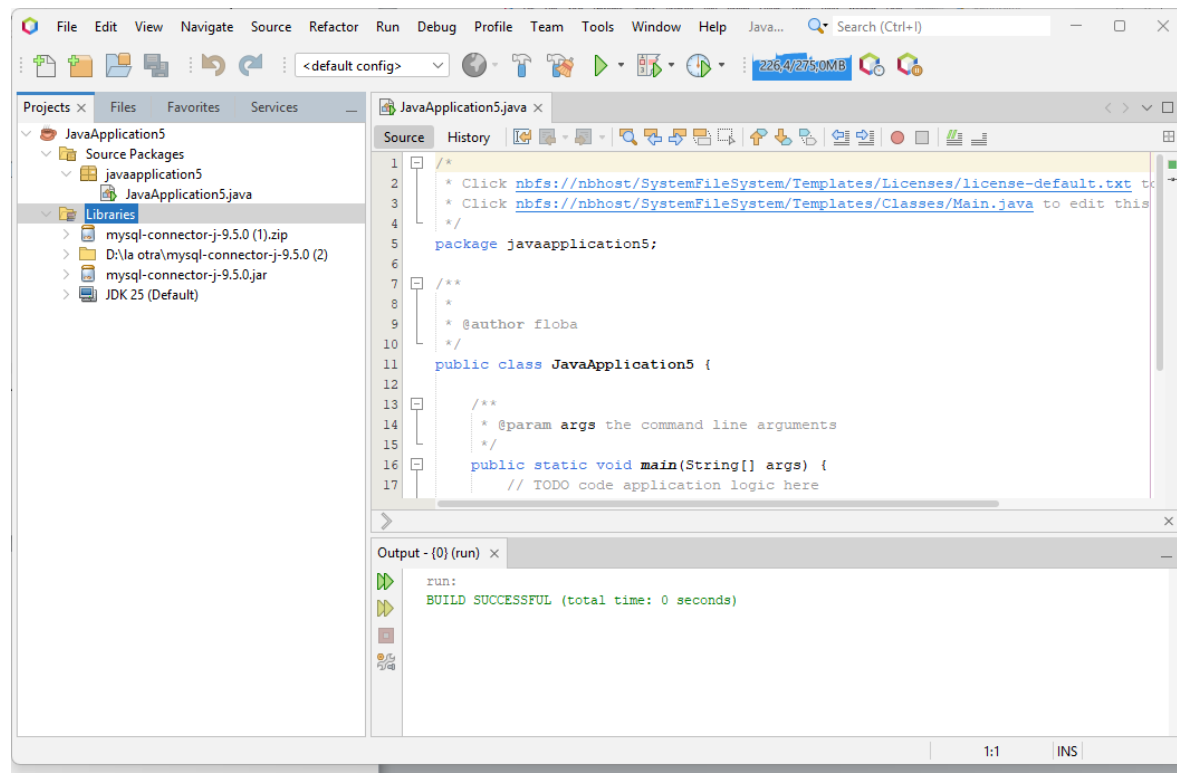 File Edit View Navigate Source Refactor Run Debug Profile Team Tools Window Help Java... Search (Ctrl+I)
<default config> 226,4/275,0MB
Projects Files Favorites Services
JavaApplication5
Source Packages
javaapplication5
JavaApplication5.java
Libraries
mysql-connector-j-9.5.0 (1).zip
D:\la otra\mysql-connector-j-9.5.0 (2)
mysql-connector-j-9.5.0.jar
JDK 25 (Default)
JavaApplication5.java
Source History
1 /*
2 * Click nbfs://nbhost/SystemFileSystem/Templates/Licenses/license-default.txt to
3 * Click nbfs://nbhost/SystemFileSystem/Templates/Classes/Main.java to edit this
4 */
5 package javaapplication5;
6
7 /**
8 *
9 * @author floba
10 */
11 public class JavaApplication5 {
12
13 /**
14 * @param args the command line arguments
15 */
16 public static void main(String[] args) {
17 // TODO code application logic here
Output - {0} (run)
run:
BUILD SUCCESSFUL (total time: 0 seconds)
1:1 INS